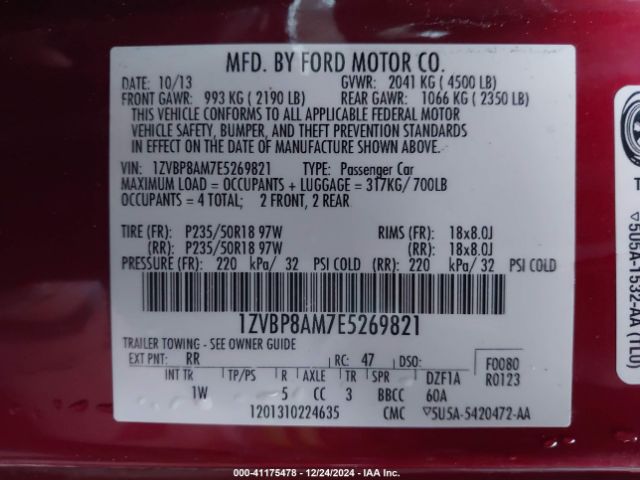 MFD. BY FORD MOTOR CO.
DATE: 10/13 GVWR: 2041 KG ( 4500 LB)
FRONT GAWR: 993 KG ( 2190 LB) REAR GAWR: 1066 KG ( 2350 LB)
THIS VEHICLE CONFORMS TO ALL APPLICABLE FEDERAL MOTOR
VEHICLE SAFETY, BUMPER, AND THEFT PREVENTION STANDARDS
IN EFFECT ON THE DATE OF MANUFACTURE SHOWN ABOVE.
VIN: 1ZVBP8AM7E5269821 TYPE: Passenger Car
MAXIMUM LOAD = OCCUPANTS + LUGGAGE = 317KG/ 700LB
OCCUPANTS = 4 TOTAL; 2 FRONT, 2 REAR
TIRE (FR): P235/50R18 97W RIMS (FR): 18x8.0J
(RR): P235/50R18 97W (RR): 18x8.0J
PRESSURE (FR): 220 kPa/ 32 PSI COLD (RR): 220 kPa/ 32 PSI COLD
1ZVBP8AM7E5269821
TRAILER TOWING - SEE OWNER GUIDE
EXT PNT: RR RC: 47 DSO: F0080
INT TR TP/PS R AXLE TR SPR DZF1A R0123
1W 5 CC 3 BBCC 60A
1201310224635 CMC 5U5A-5420472-AA
5U5A-1532-AA (TLO)
000-41175478 - 12/24/2024 - IAA Inc.